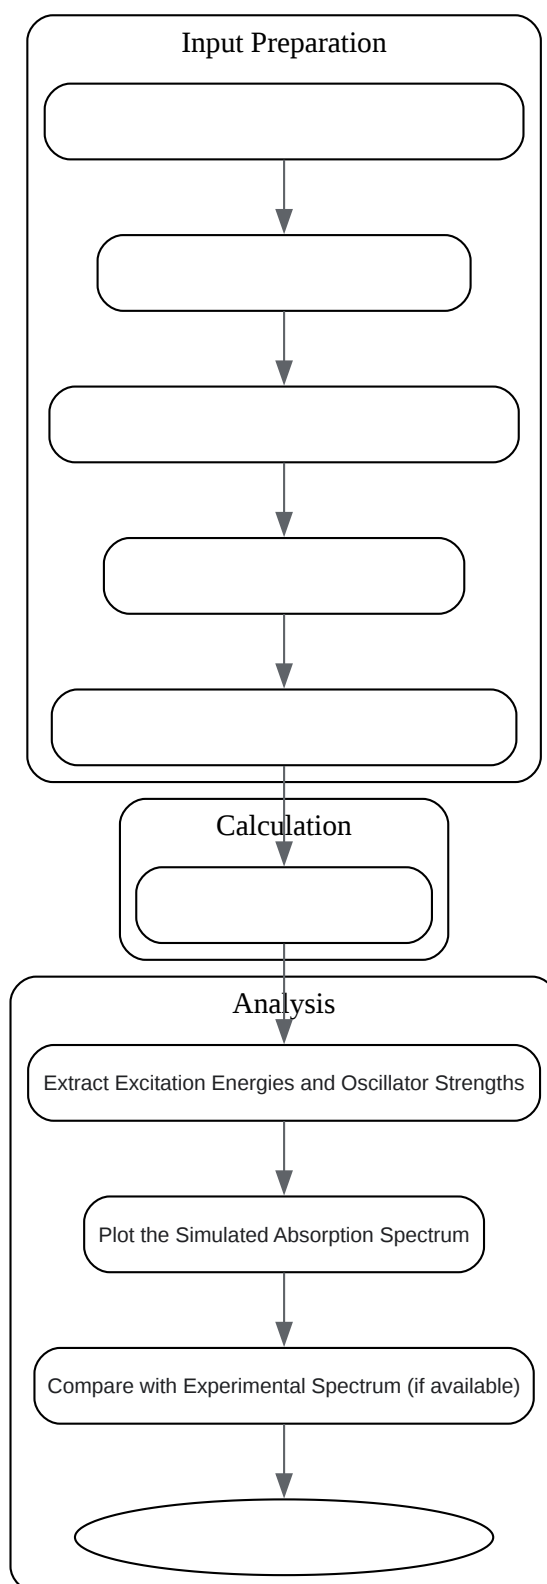 Input Preparation
Calculation
Analysis
Extract Excitation Energies and Oscillator Strengths
Plot the Simulated Absorption Spectrum
Compare with Experimental Spectrum (if available)